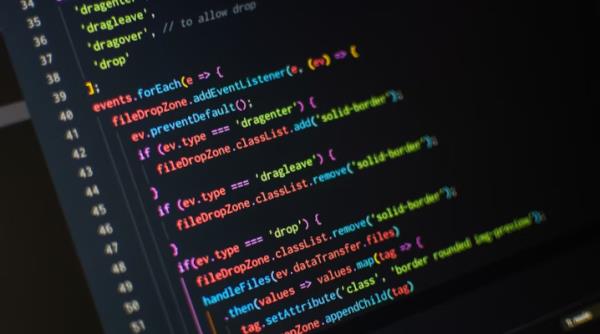 34 'dragenter',
35 'dragleave',
36 'dragover', // to allow drop
37 'drop'
38 ];
39 events.forEach(e => {
40 fileDropZone.addEventListener(e, (ev) => {
41 ev.preventDefault();
42 if (ev.type === 'dragenter') {
43 fileDropZone.classList.add('solid-border');
44 }
45 if (ev.type === 'dragleave') {
46 fileDropZone.classList.remove('solid-border');
47 }
48 if(ev.type === 'drop') {
49 fileDropZone.classList.remove('solid-border');
50 handleFiles(ev.dataTransfer.files)
51 .then(values => values.map(tag => {
tag.setAttribute('class', 'border rounded img-preview');
Zone.appendChild(tag)